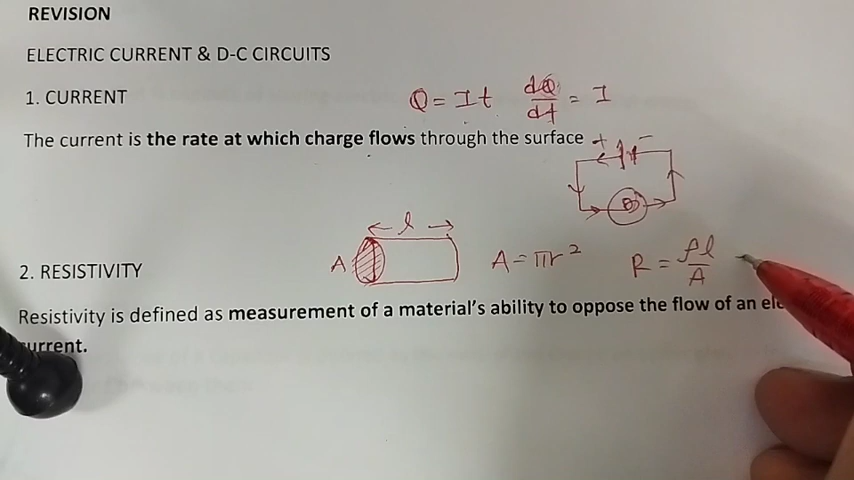 REVISION
ELECTRIC CURRENT & D-C CIRCUITS
1. CURRENT Q = It dQ/dt = I
The current is the rate at which charge flows through the surface
+ −
l
A
2. RESISTIVITY A = πr² R = ρl/A
Resistivity is defined as measurement of a material's ability to oppose the flow of an
current.